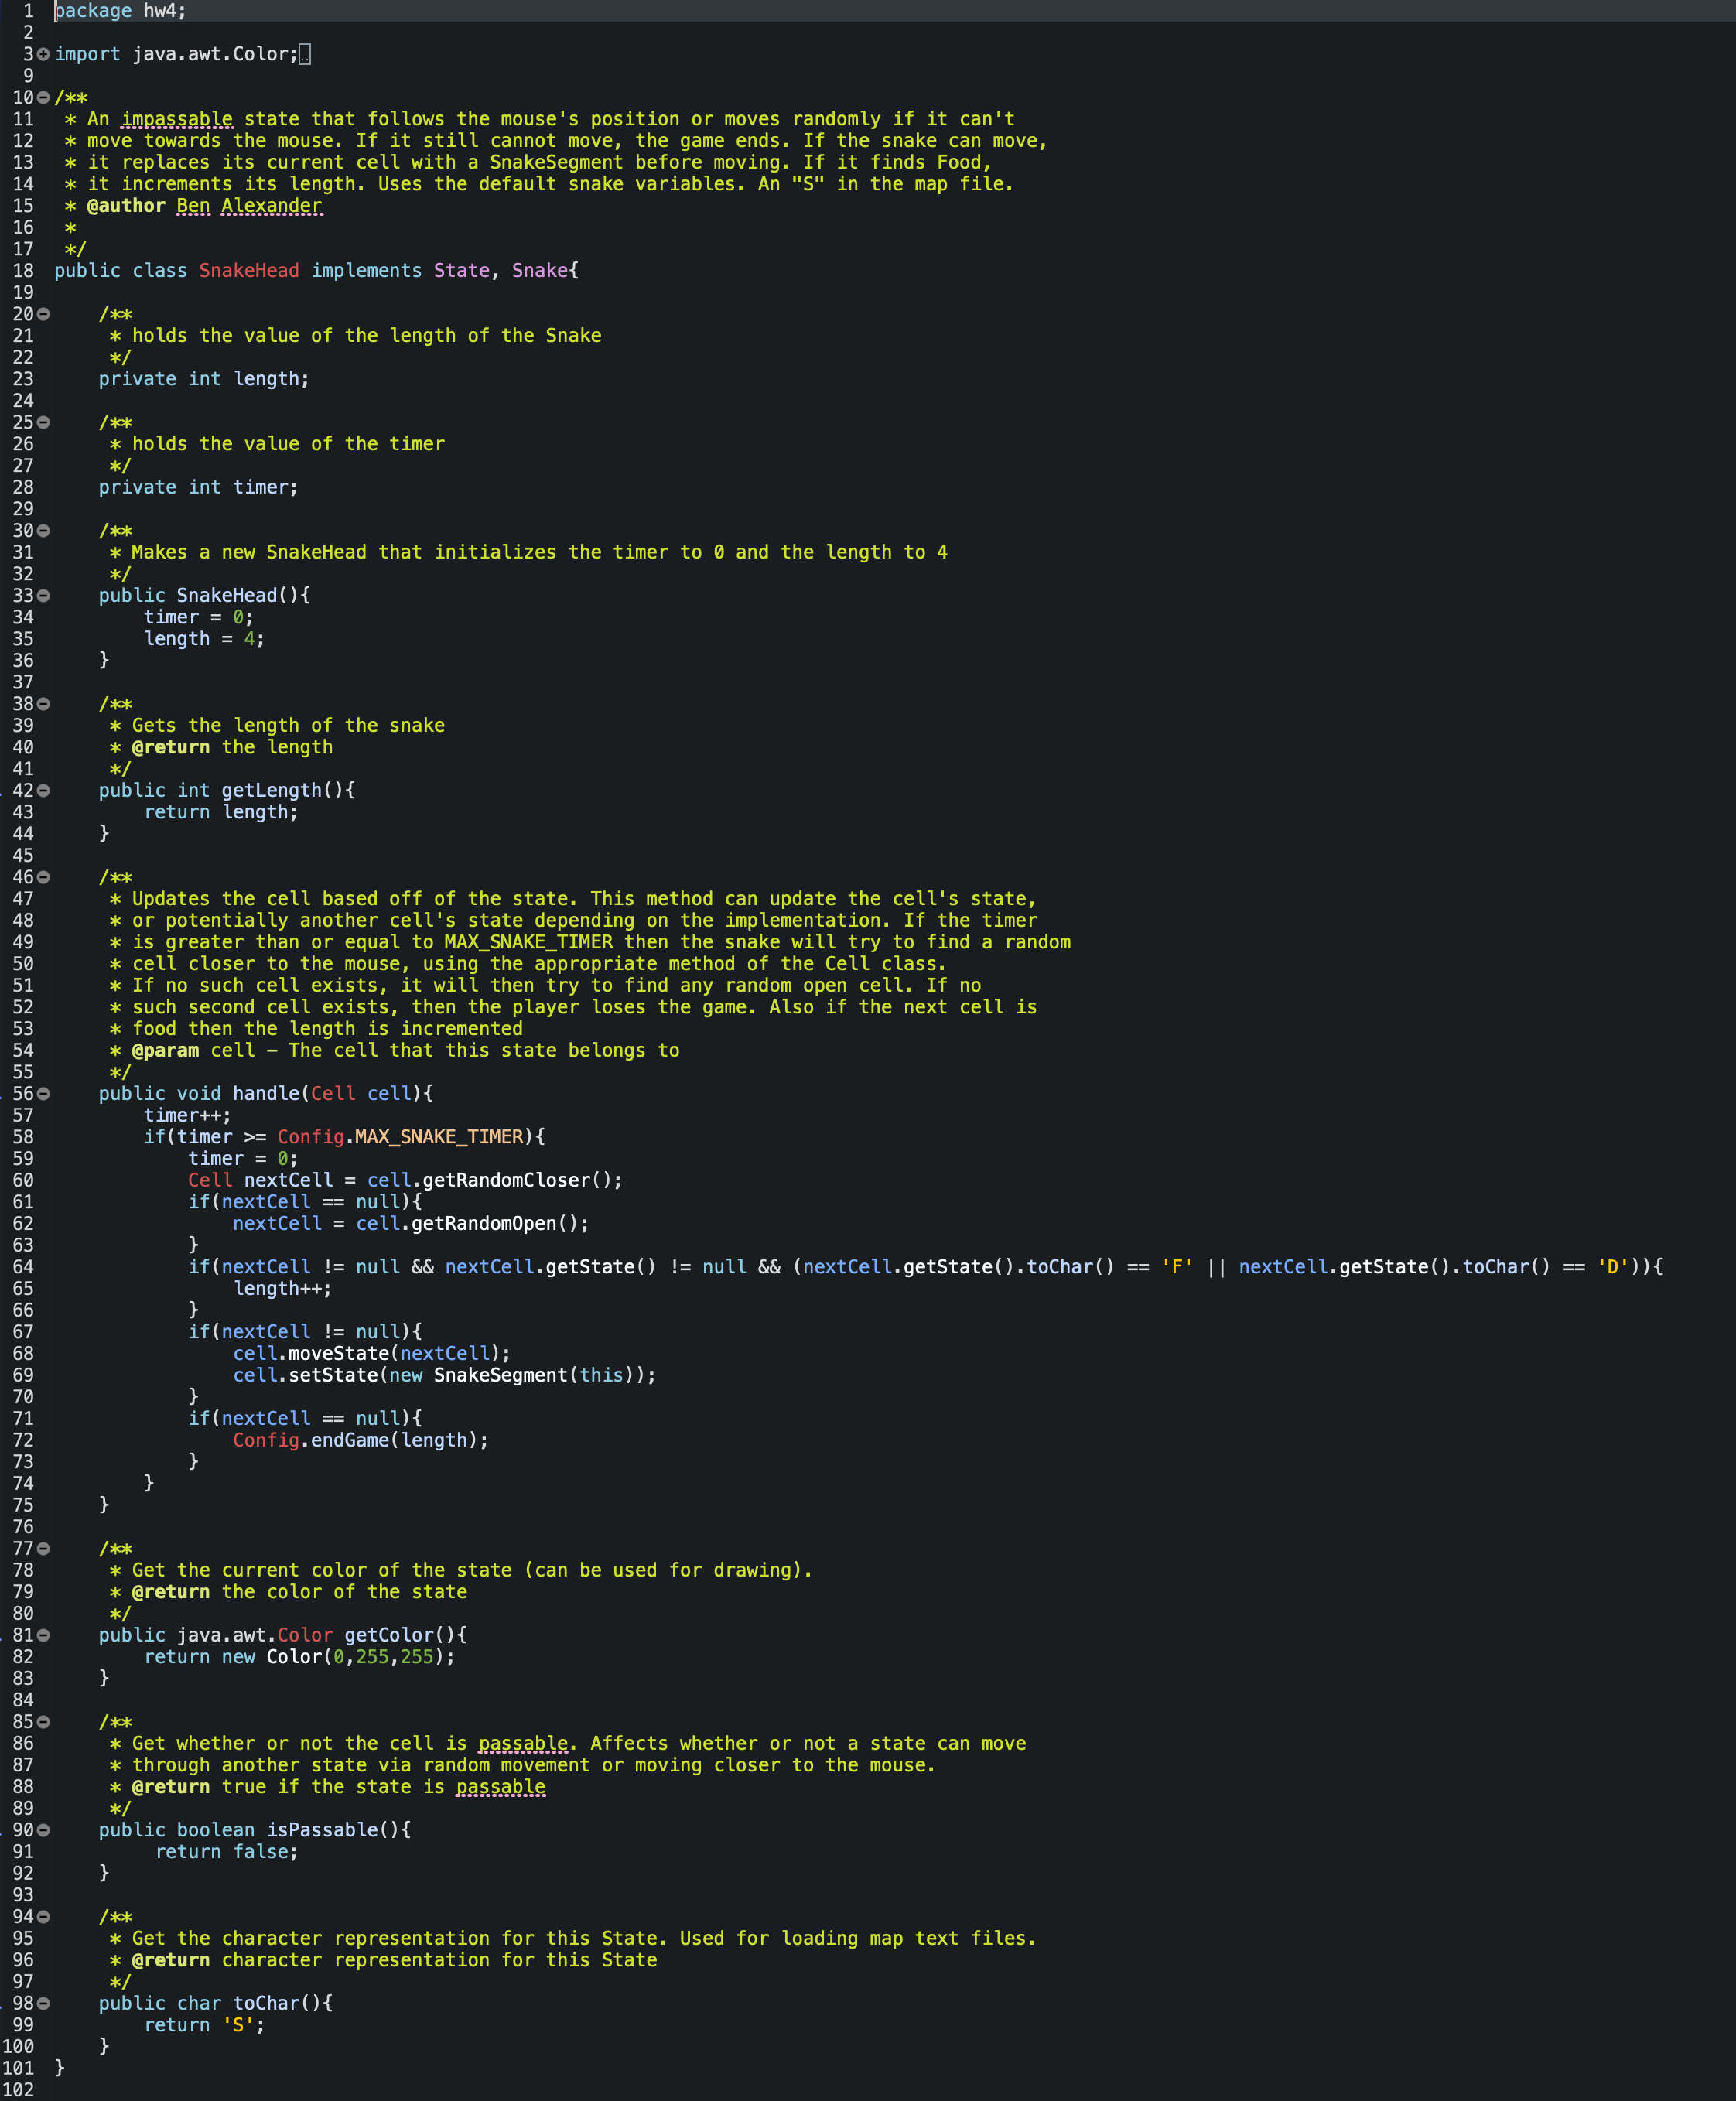 1 package hw4;
2
3 import java.awt.Color;
9
10 /**
11 * An impassable state that follows the mouse's position or moves randomly if it can't
12 * move towards the mouse. If it still cannot move, the game ends. If the snake can move,
13 * it replaces its current cell with a SnakeSegment before moving. If it finds Food,
14 * it increments its length. Uses the default snake variables. An "S" in the map file.
15 * @author Ben Alexander
16 *
17 */
18 public class SnakeHead implements State, Snake{
19
20 /**
21 * holds the value of the length of the Snake
22 */
23 private int length;
24
25 /**
26 * holds the value of the timer
27 */
28 private int timer;
29
30 /**
31 * Makes a new SnakeHead that initializes the timer to 0 and the length to 4
32 */
33 public SnakeHead(){
34 timer = 0;
35 length = 4;
36 }
37
38 /**
39 * Gets the length of the snake
40 * @return the length
41 */
42 public int getLength(){
43 return length;
44 }
45
46 /**
47 * Updates the cell based off of the state. This method can update the cell's state,
48 * or potentially another cell's state depending on the implementation. If the timer
49 * is greater than or equal to MAX_SNAKE_TIMER then the snake will try to find a random
50 * cell closer to the mouse, using the appropriate method of the Cell class.
51 * If no such cell exists, it will then try to find any random open cell. If no
52 * such second cell exists, then the player loses the game. Also if the next cell is
53 * food then the length is incremented
54 * @param cell – The cell that this state belongs to
55 */
56 public void handle(Cell cell){
57 timer++;
58 if(timer >= Config.MAX_SNAKE_TIMER){
59 timer = 0;
60 Cell nextCell = cell.getRandomCloser();
61 if(nextCell == null){
62 nextCell = cell.getRandomOpen();
63 }
64 if(nextCell != null && nextCell.getState() != null && (nextCell.getState().toChar() == 'F' || nextCell.getState().toChar() == 'D')){
65 length++;
66 }
67 if(nextCell != null){
68 cell.moveState(nextCell);
69 cell.setState(new SnakeSegment(this));
70 }
71 if(nextCell == null){
72 Config.endGame(length);
73 }
74 }
75 }
76
77 /**
78 * Get the current color of the state (can be used for drawing).
79 * @return the color of the state
80 */
81 public java.awt.Color getColor(){
82 return new Color(0,255,255);
83 }
84
85 /**
86 * Get whether or not the cell is passable. Affects whether or not a state can move
87 * through another state via random movement or moving closer to the mouse.
88 * @return true if the state is passable
89 */
90 public boolean isPassable(){
91 return false;
92 }
93
94 /**
95 * Get the character representation for this State. Used for loading map text files.
96 * @return character representation for this State
97 */
98 public char toChar(){
99 return 'S';
100 }
101 }
102